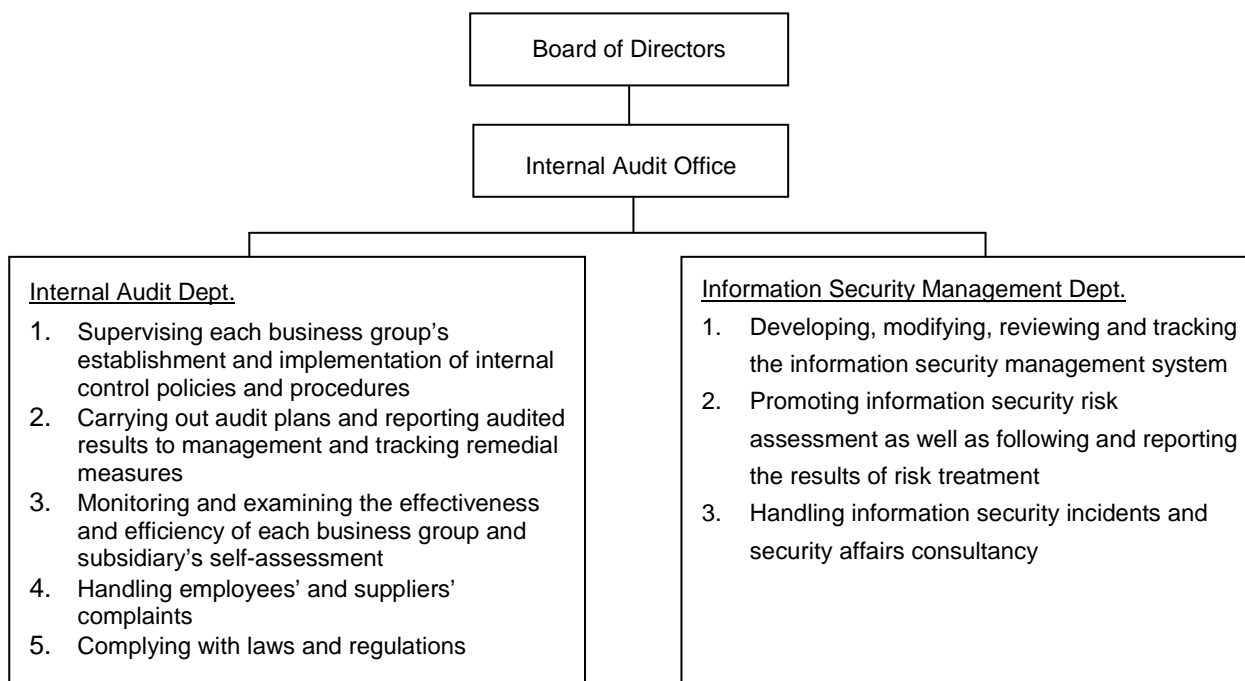 Board of Directors
Internal Audit Office
Internal Audit Dept.
1. Supervising each business group’s
establishment and implementation of internal
control policies and procedures
2. Carrying out audit plans and reporting audited
results to management and tracking remedial
measures
3. Monitoring and examining the effectiveness
and efficiency of each business group and
subsidiary’s self-assessment
4. Handling employees’ and suppliers’
complaints
5. Complying with laws and regulations
Information Security Management Dept.
1. Developing, modifying, reviewing and tracking
the information security management system
2. Promoting information security risk
assessment as well as following and reporting
the results of risk treatment
3. Handling information security incidents and
security affairs consultancy